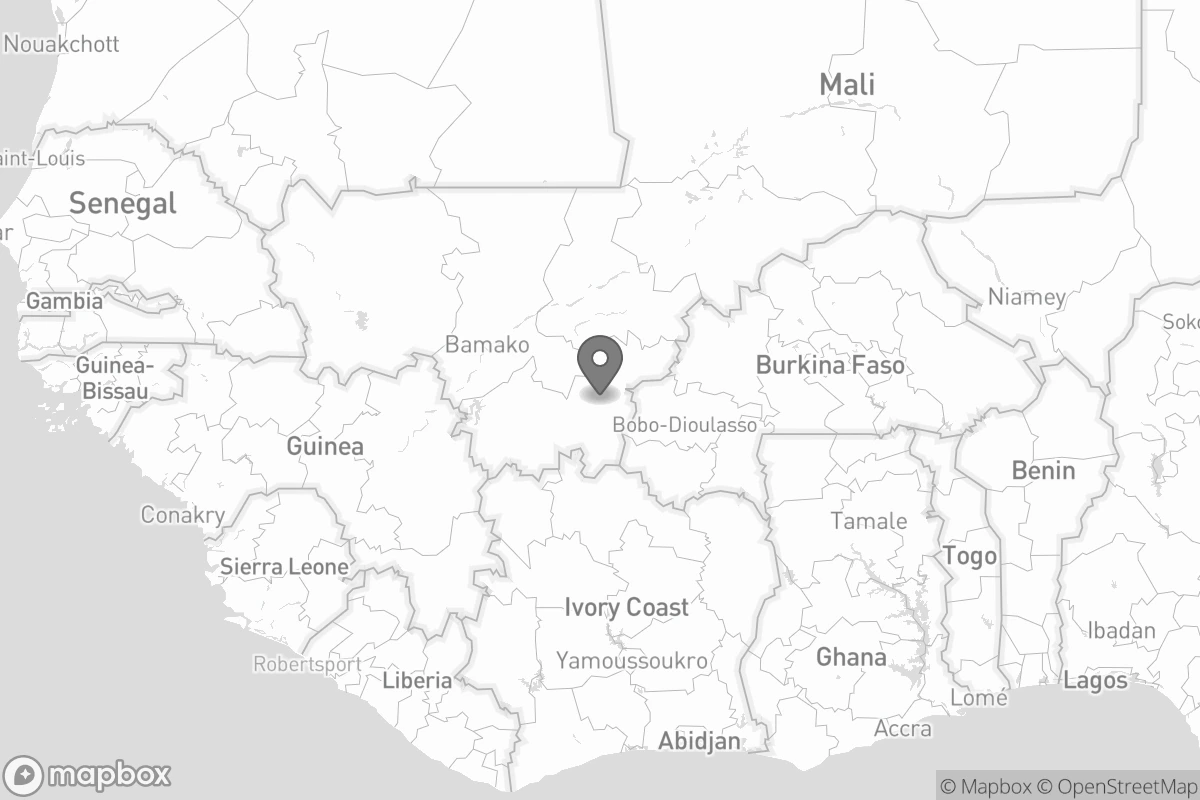 Nouakchott
Mali
aint-Louis
Senegal
ar
Gambia
Niamey
Soko
Bamako
Guinea-
Bissau
Burkina Faso
Bobo-Dioulasso
Guinea
Benin
Conakry
Tamale
Togo
Sierra Leone
Ivory Coast
Ibadan
Yamoussoukro
Ghana
Robertsport
Liberia
Lagos
Lomé
Accra
Abidjan
mapbox
© Mapbox © OpenStreetMap